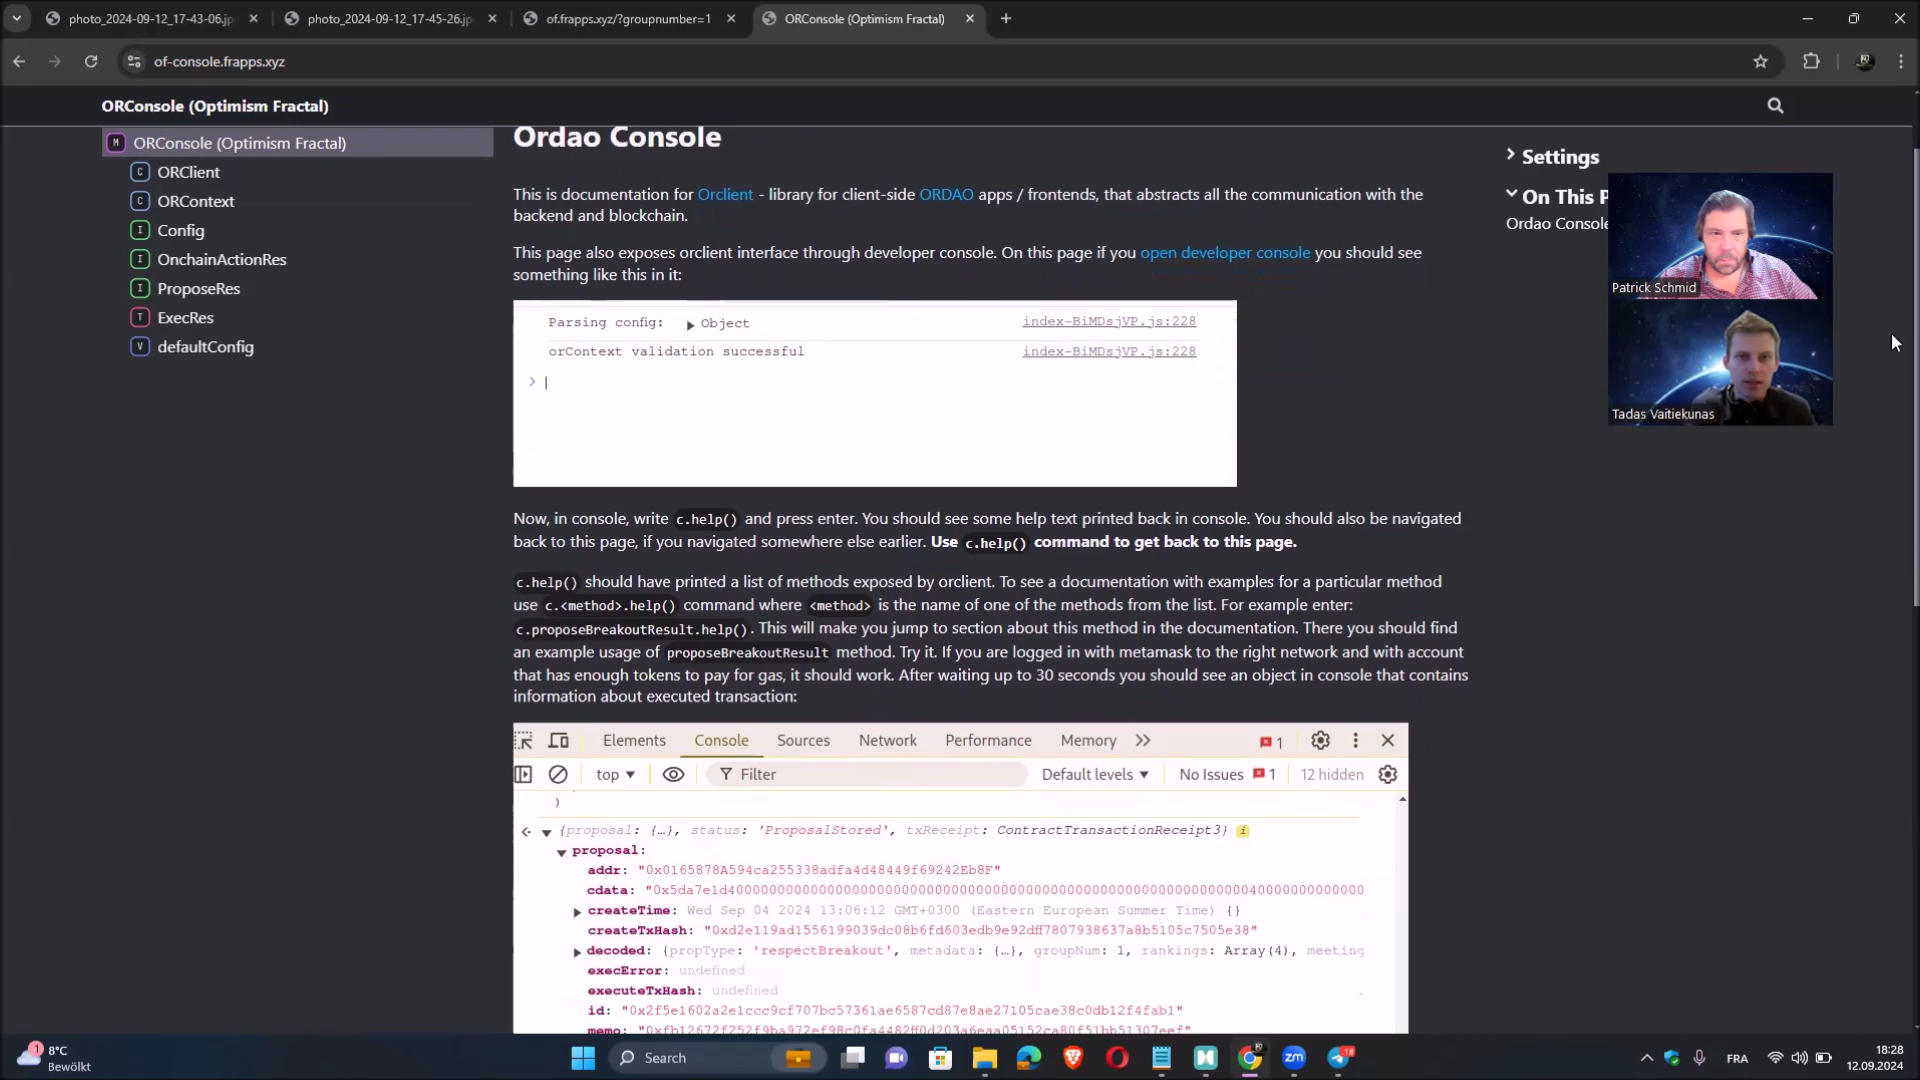 photo_2024-09-12_17-43-06.jp
photo_2024-09-12_17-45-26.jp
of.frapps.xyz/?groupnumber=1
ORConsole (Optimism Fractal)
of-console.frapps.xyz
ORConsole (Optimism Fractal)
ORConsole (Optimism Fractal)
ORClient
ORContext
Config
OnchainActionRes
ProposeRes
ExecRes
defaultConfig
Ordao Console
This is documentation for Orclient - library for client-side ORDAO apps / frontends, that abstracts all the communication with the
backend and blockchain.
This page also exposes orclient interface through developer console. On this page if you open developer console you should see
something like this in it:
Parsing config: ▶ Object index-BiMDsjVP.js:228
orContext validation successful index-BiMDsjVP.js:228
Now, in console, write c.help() and press enter. You should see some help text printed back in console. You should also be navigated
back to this page, if you navigated somewhere else earlier. Use c.help() command to get back to this page.
c.help() should have printed a list of methods exposed by orclient. To see a documentation with examples for a particular method
use c.<method>.help() command where <method> is the name of one of the methods from the list. For example enter:
c.proposeBreakoutResult.help(). This will make you jump to section about this method in the documentation. There you should find
an example usage of proposeBreakoutResult method. Try it. If you are logged in with metamask to the right network and with account
that has enough tokens to pay for gas, it should work. After waiting up to 30 seconds you should see an object in console that contains
information about executed transaction:
Elements Console Sources Network Performance Memory 1
top Filter Default levels No Issues 1 12 hidden
)
{proposal: {…}, status: 'ProposalStored', txReceipt: ContractTransactionReceipt3} i
proposal:
addr: "0x0165878A594ca255338adfa4d48449f69242Eb8F"
createTime: Wed Sep 04 2024 13:06:12 GMT+0300 (Eastern European Summer Time) {}
createTxHash: "0xd2e119ad1556199039dc08b6fd603edb9e92dff7807938637a8b5105c7505e38"
decoded: {propType: 'respectBreakout', metadata: {…}, groupNum: 1, rankings: Array(4), meeting
execError: undefined
executeTxHash: undefined
id: "0x2f5e1602a2e1ccc9cf707bc57361ae6587cd87e8ae27105cae38c0db12f4fab1"
Settings
On This P
Ordao Console
Patrick Schmid
Tadas Vaitiekunas
8°C
Bewölkt
Search
FRA
18:28
12.09.2024